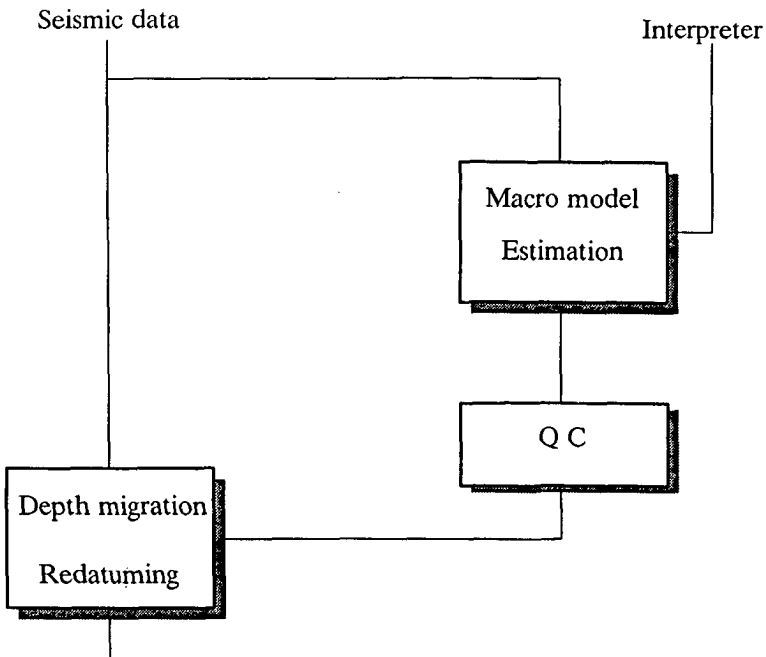 Seismic data
Interpreter
Macro model
Estimation
Q C
Depth migration
Redatuming